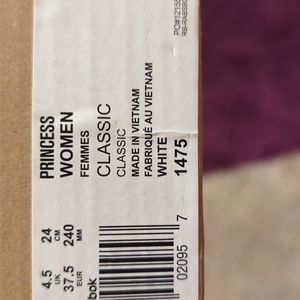 PRINCESS
WOMEN
FEMMES
CLASSIC
CLASSIC
MADE IN VIETNAM
FABRIQUÉ AU VIETNAM
WHITE
1475
4.5 24
UK CM
37.5 240
EUR MM
bok
02095 7